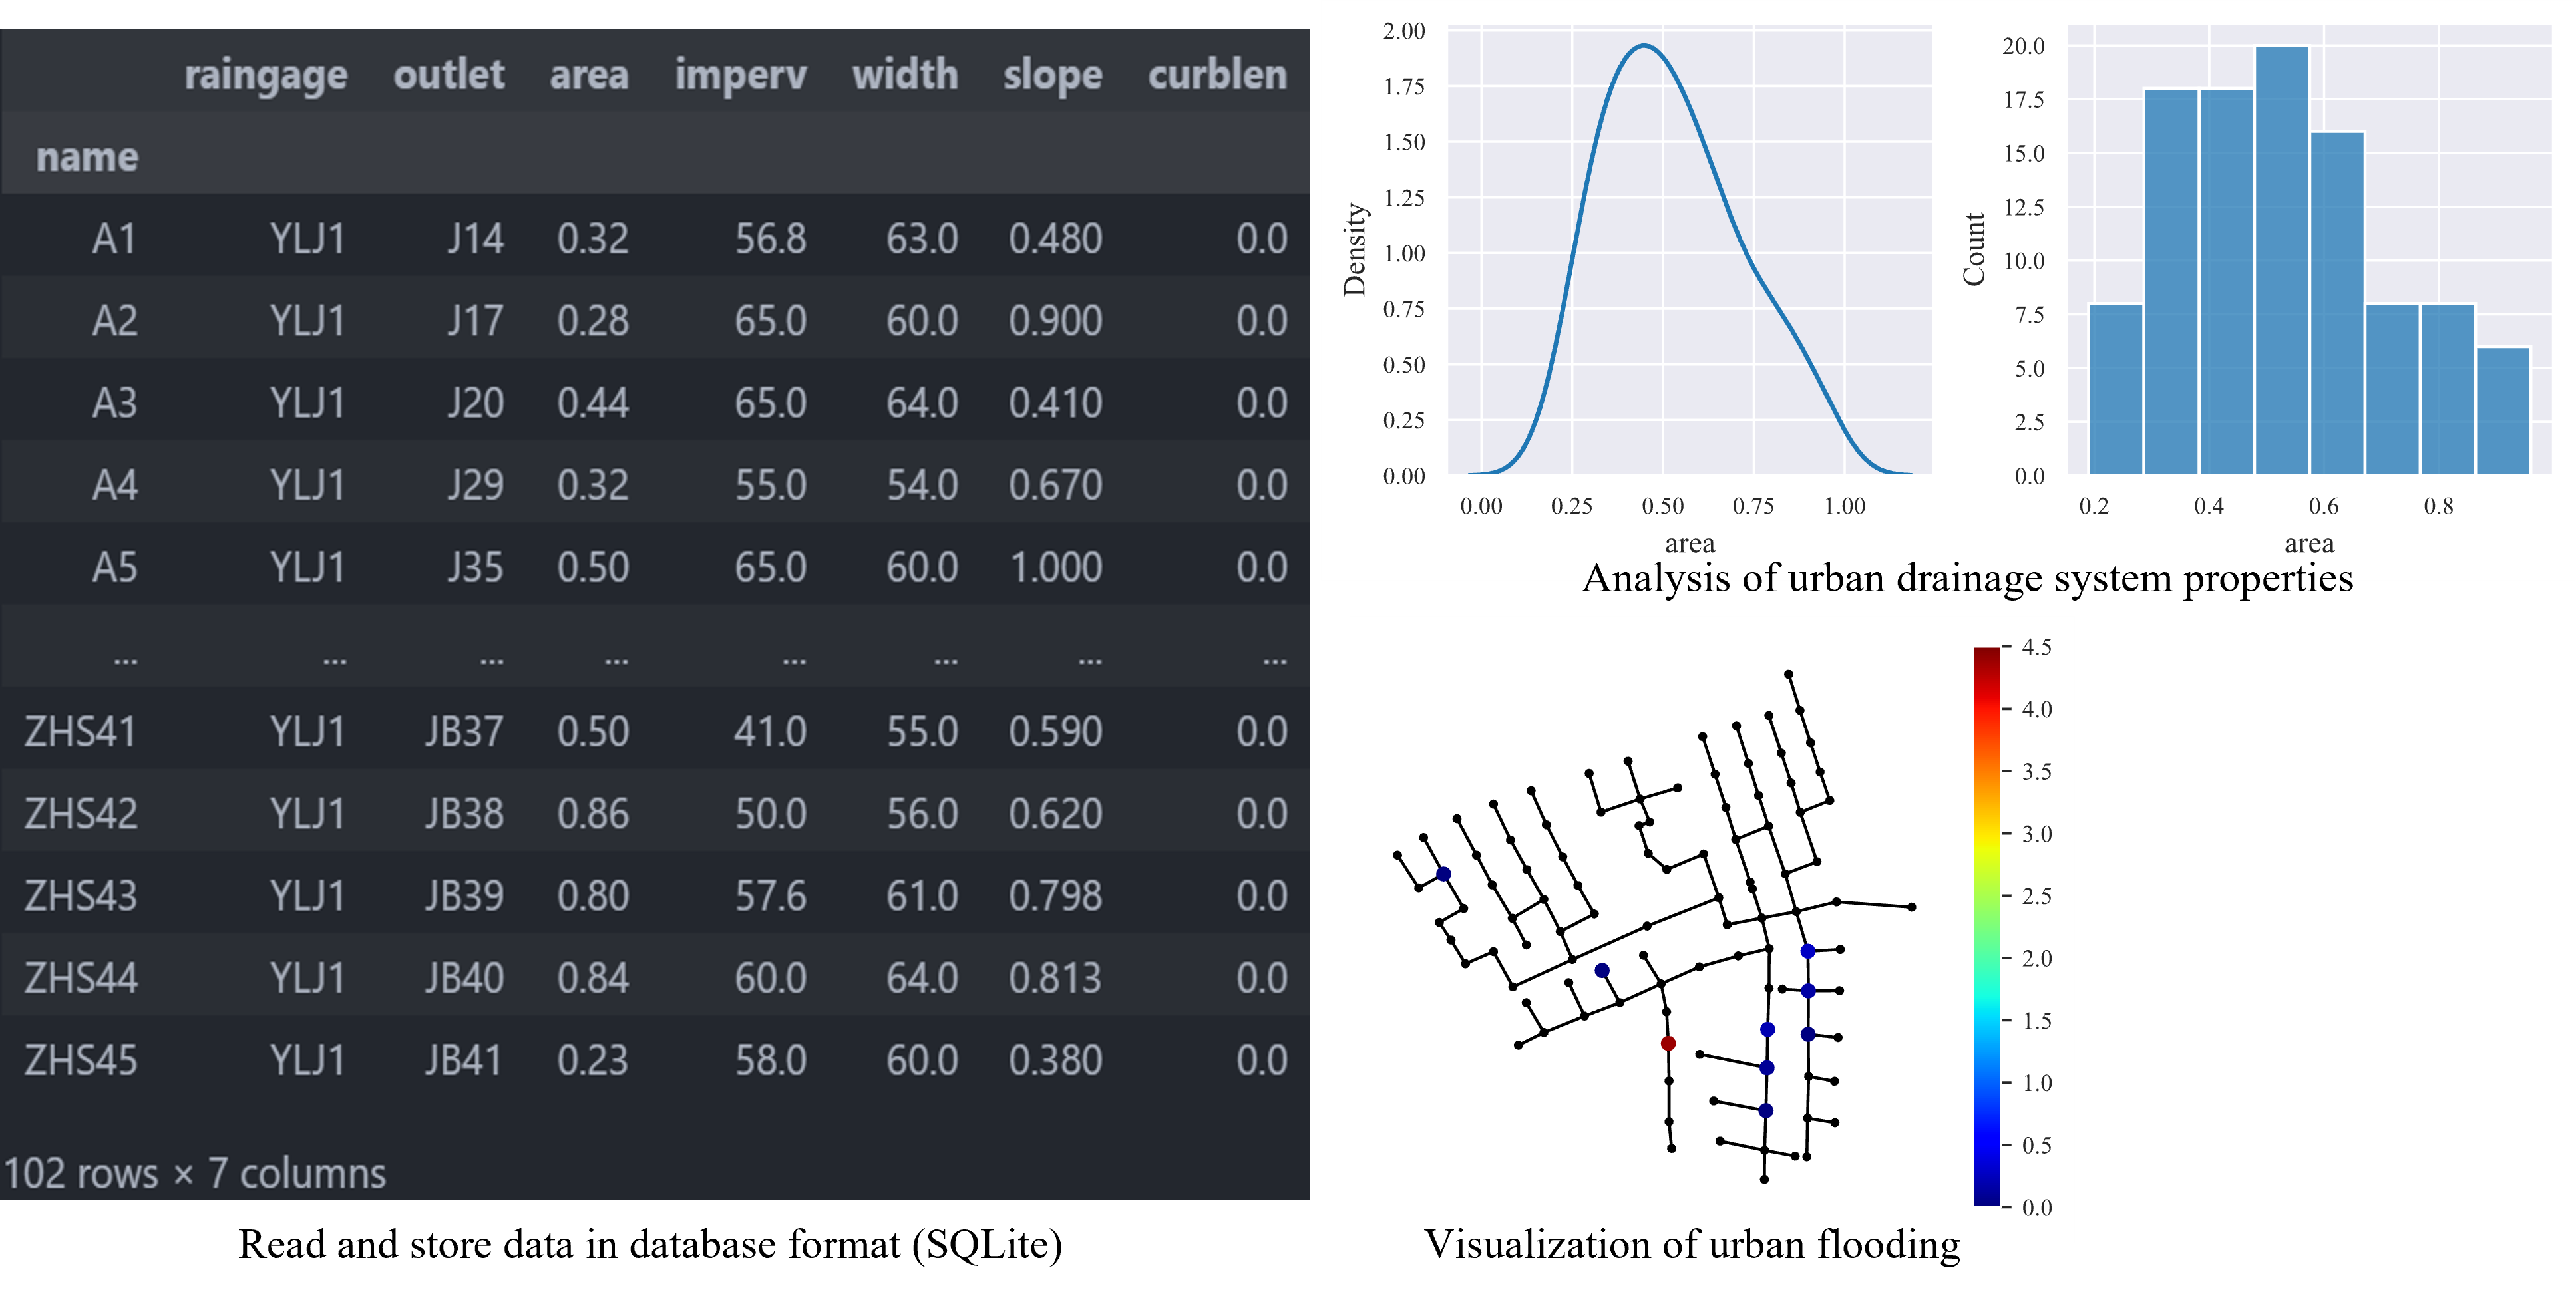 raingage outlet area imperv width slope curblen
name
A1 YLJ1 J14 0.32 56.8 63.0 0.480 0.0
A2 YLJ1 J17 0.28 65.0 60.0 0.900 0.0
A3 YLJ1 J20 0.44 65.0 64.0 0.410 0.0
A4 YLJ1 J29 0.32 55.0 54.0 0.670 0.0
A5 YLJ1 J35 0.50 65.0 60.0 1.000 0.0
... ... ... ... ... ... ... ...
ZHS41 YLJ1 JB37 0.50 41.0 55.0 0.590 0.0
ZHS42 YLJ1 JB38 0.86 50.0 56.0 0.620 0.0
ZHS43 YLJ1 JB39 0.80 57.6 61.0 0.798 0.0
ZHS44 YLJ1 JB40 0.84 60.0 64.0 0.813 0.0
ZHS45 YLJ1 JB41 0.23 58.0 60.0 0.380 0.0
102 rows × 7 columns
Read and store data in database format (SQLite)
2.00
1.75
1.50
1.25
1.00
0.75
0.50
0.25
0.00
Density
0.00 0.25 0.50 0.75 1.00
area
20.0
17.5
15.0
12.5
10.0
7.5
5.0
2.5
0.0
Count
0.2 0.4 0.6 0.8
area
Analysis of urban drainage system properties
4.5
4.0
3.5
3.0
2.5
2.0
1.5
1.0
0.5
0.0
Visualization of urban flooding